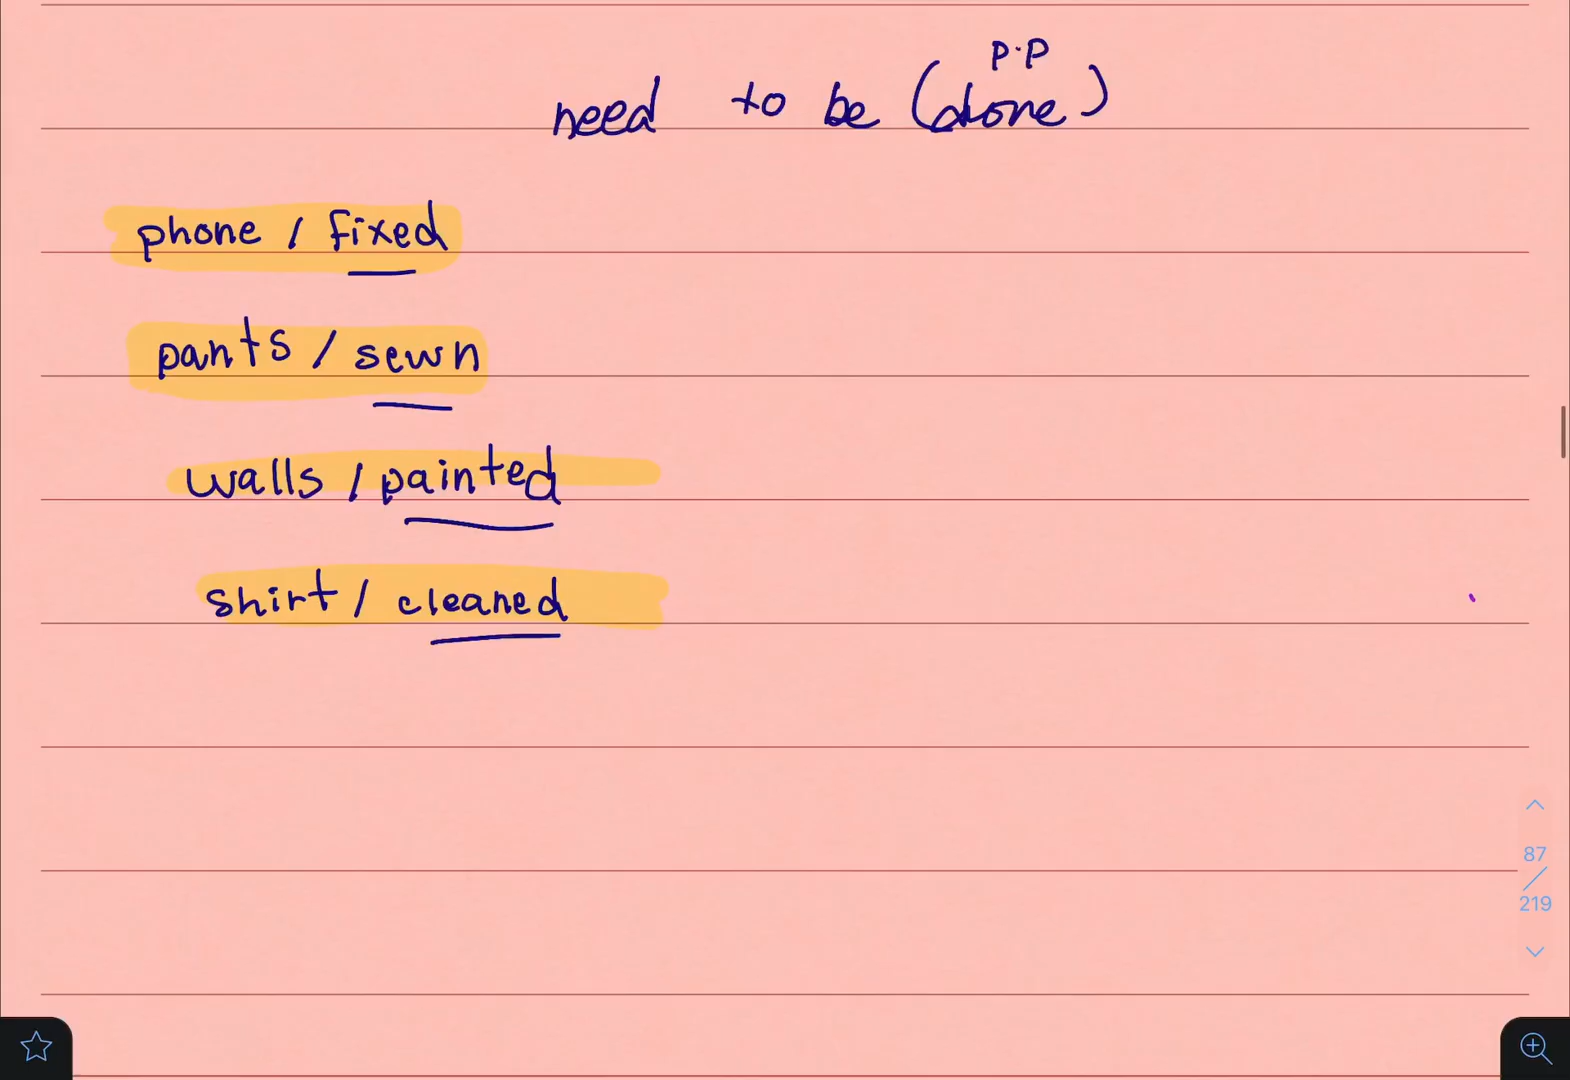 p.p
need to be (done)
phone / fixed
pants / sewn
walls / painted
shirt / cleaned
87
219